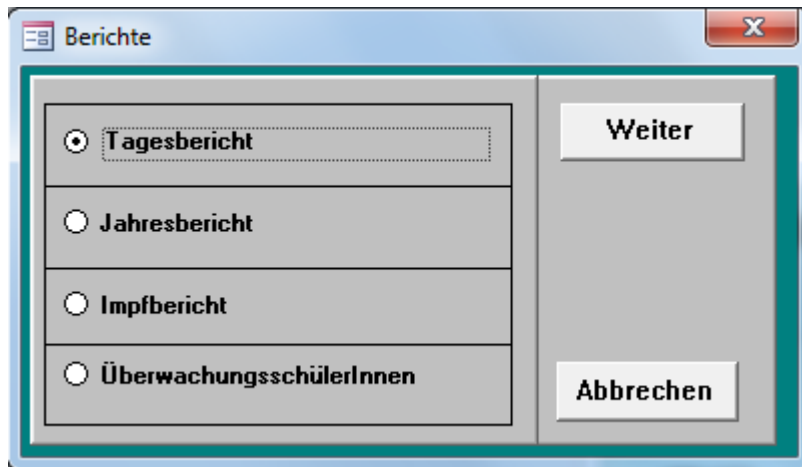 Berichte
Tagesbericht
Weiter
Jahresbericht
Impfbericht
ÜberwachungsschülerInnen
Abbrechen